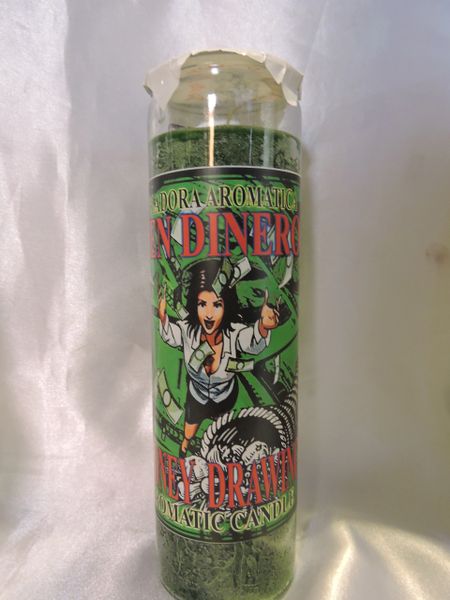 ADORA AROMATICA
EN DINERO
NEY DRAWIN
OMATIC CANDLE